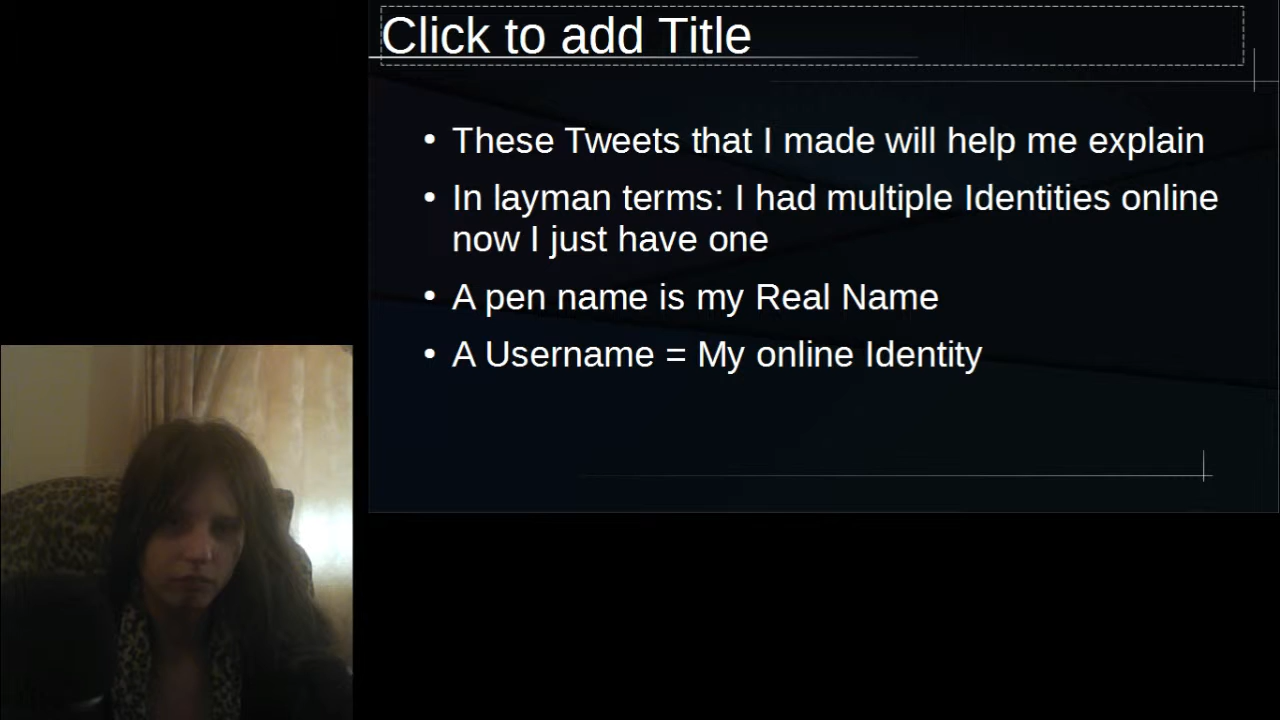 Click to add Title
These Tweets that I made will help me explain
In layman terms: I had multiple Identities online
now I just have one
A pen name is my Real Name
A Username = My online Identity